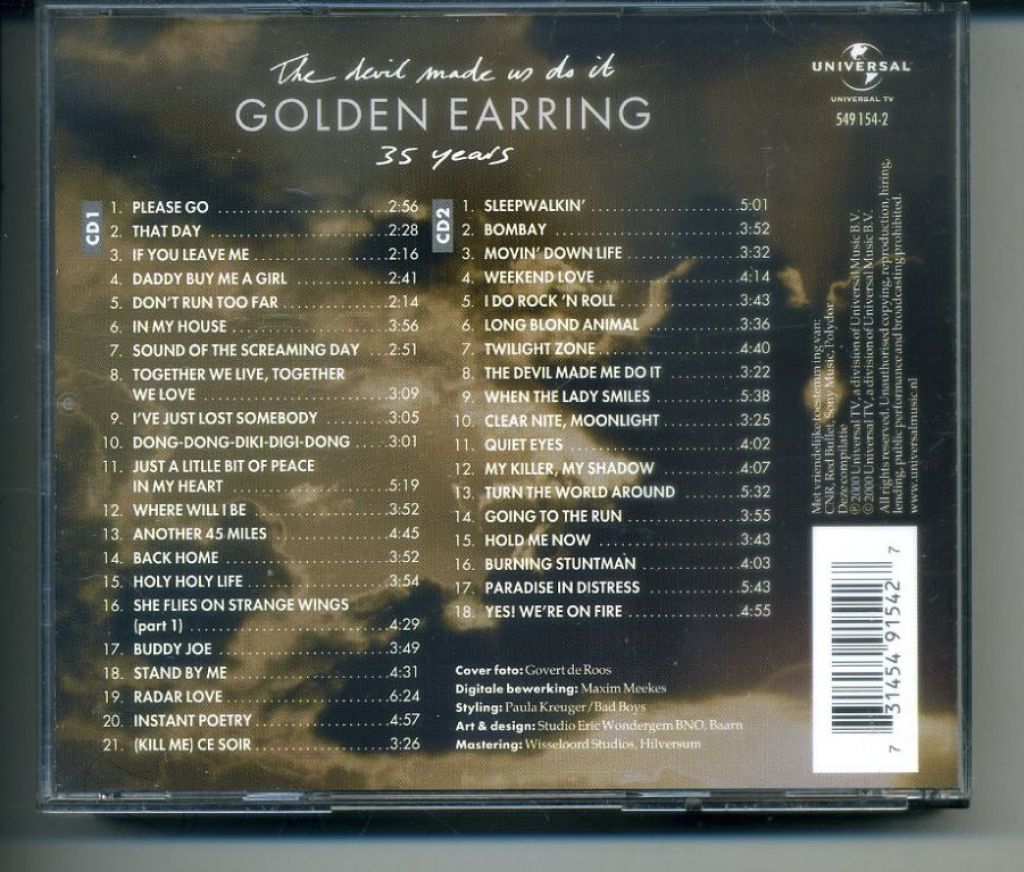 The devil made us do it
GOLDEN EARRING
35 years
UNIVERSAL
UNIVERSAL TV
549 154-2
CD1
1. PLEASE GO 2:56
2. THAT DAY 2:28
3. IF YOU LEAVE ME 2:16
4. DADDY BUY ME A GIRL 2:41
5. DON'T RUN TOO FAR 2:14
6. IN MY HOUSE 3:56
7. SOUND OF THE SCREAMING DAY 2:51
8. TOGETHER WE LIVE, TOGETHER
WE LOVE 3:09
9. I'VE JUST LOST SOMEBODY 3:05
10. DONG-DONG-DIKI-DIGI-DONG 3:01
11. JUST A LITLLE BIT OF PEACE
IN MY HEART 5:19
12. WHERE WILL I BE 3:52
13. ANOTHER 45 MILES 4:45
14. BACK HOME 3:52
15. HOLY HOLY LIFE 3:54
16. SHE FLIES ON STRANGE WINGS
(part 1) 4:29
17. BUDDY JOE 3:49
18. STAND BY ME 4:31
19. RADAR LOVE 6:24
20. INSTANT POETRY 4:57
21. (KILL ME) CE SOIR 3:26
CD2
1. SLEEPWALKIN' 5:01
2. BOMBAY 3:52
3. MOVIN' DOWN LIFE 3:32
4. WEEKEND LOVE 4:14
5. I DO ROCK 'N ROLL 3:43
6. LONG BLOND ANIMAL 3:36
7. TWILIGHT ZONE 4:40
8. THE DEVIL MADE ME DO IT 3:22
9. WHEN THE LADY SMILES 5:38
10. CLEAR NITE, MOONLIGHT 3:25
11. QUIET EYES 4:02
12. MY KILLER, MY SHADOW 4:07
13. TURN THE WORLD AROUND 5:32
14. GOING TO THE RUN 3:55
15. HOLD ME NOW 3:43
16. BURNING STUNTMAN 4:03
17. PARADISE IN DISTRESS 5:43
18. YES! WE'RE ON FIRE 4:55
Cover foto: Govert de Roos
Digitale bewerking: Maxim Meekes
Styling: Paula Kreuger / Bad Boys
Art & design: Studio Eric Wondergem BNO, Baarn
Mastering: Wisseloord Studios, Hilversum
Met vriendelijke toestemming van:
CNR, Red Bullet, Sony Music, Polydor
Deze compilatie
℗ 2000 Universal TV, a division of Universal Music B.V.
© 2000 Universal TV, a division of Universal Music B.V.
All rights reserved. Unauthorised copying, reproduction, hiring,
lending, public performance and broadcasting prohibited.
www.universalmusic.nl
7 31454 91542 7